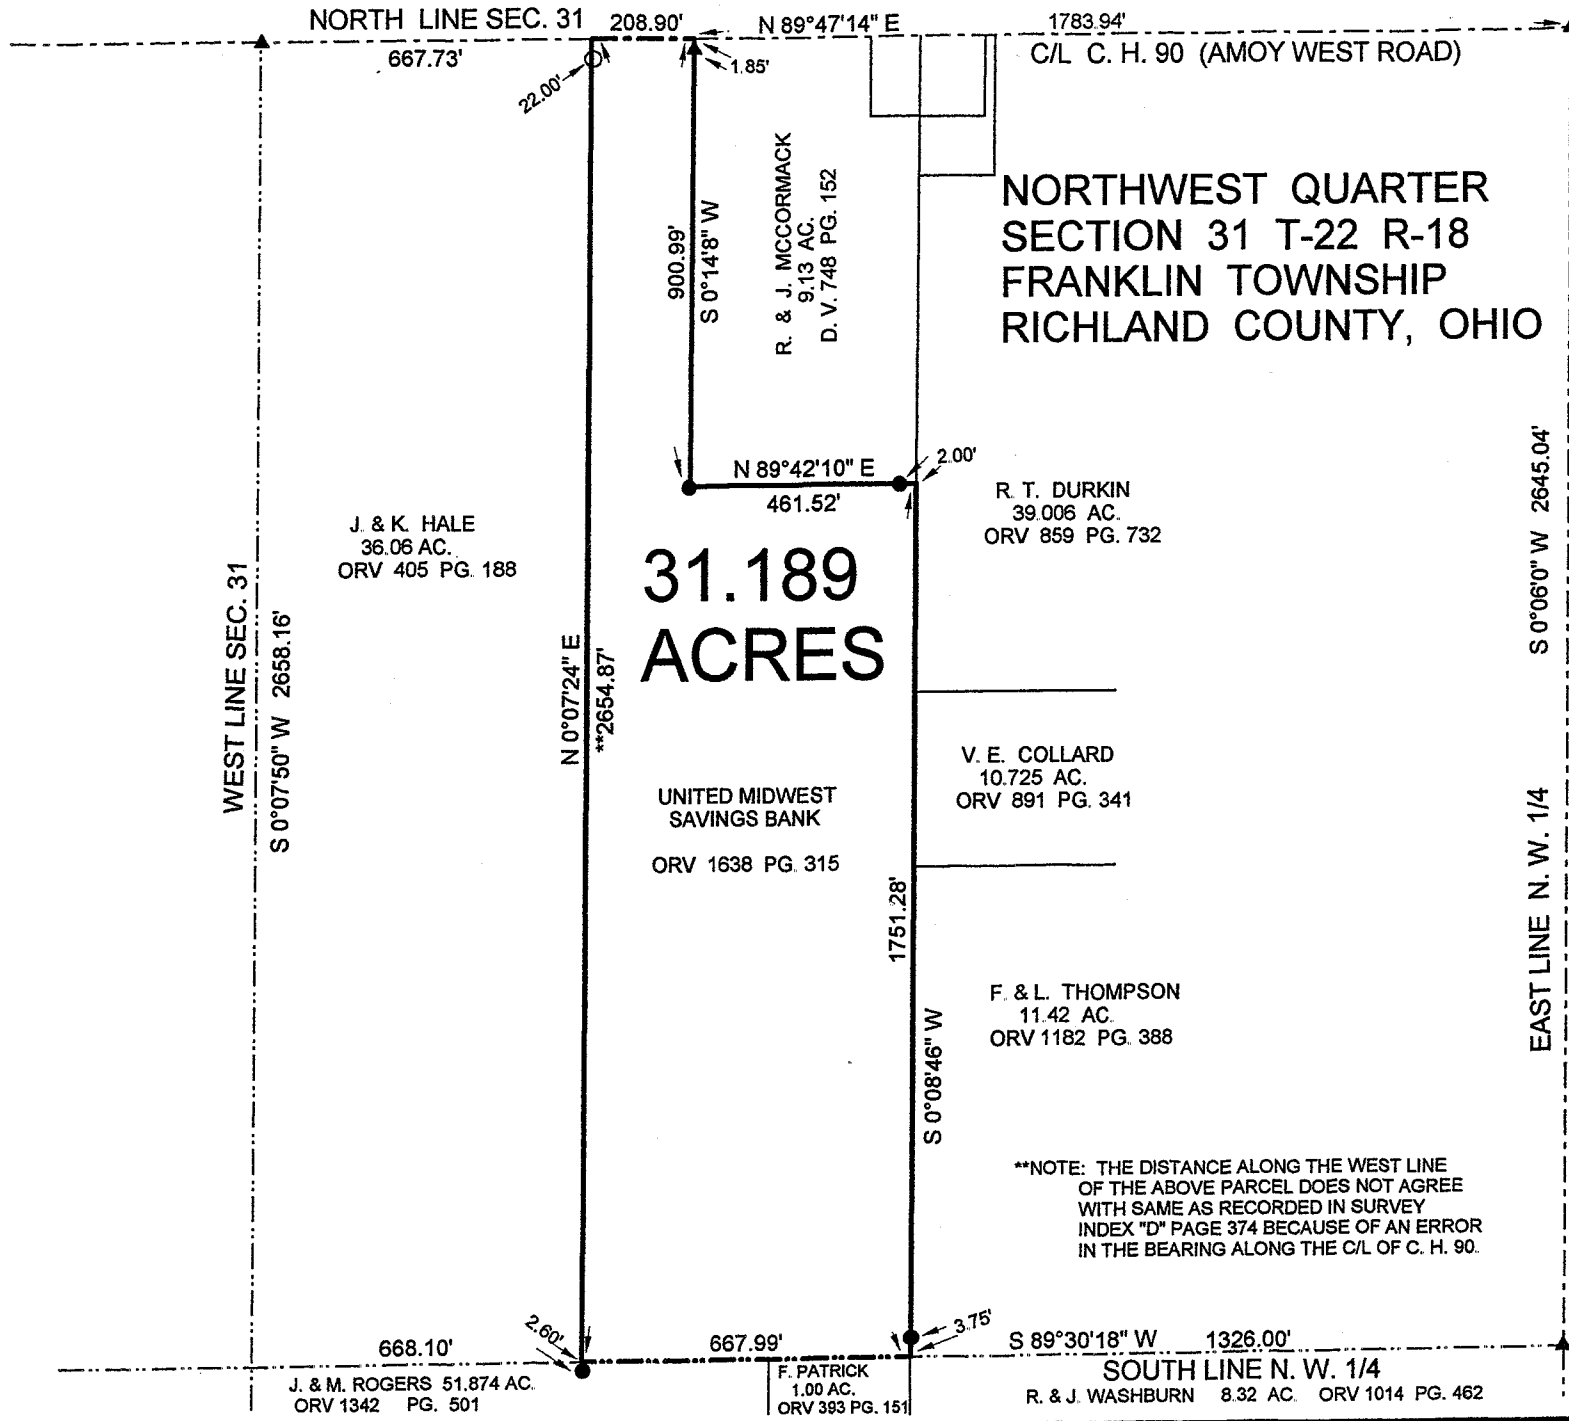 NORTH LINE SEC. 31
208.90'
N 89°47'14" E
1783.94'
667.73'
C/L C. H. 90 (AMOY WEST ROAD)
22.00'
1.85'
R. & J. MCCORMACK
9.13 AC.
D. V. 748 PG. 152
900.99'
S 0°14'8" W
NORTHWEST QUARTER
SECTION 31 T-22 R-18
FRANKLIN TOWNSHIP
RICHLAND COUNTY, OHIO
N 89°42'10" E
461.52'
2.00'
R. T. DURKIN
39.006 AC.
ORV 859 PG. 732
S 0°06'0" W 2645.04'
J. & K. HALE
36.06 AC.
ORV 405 PG. 188
31.189
ACRES
WEST LINE SEC. 31
S 0°07'50" W 2658.16'
N 0°07'24" E
**2654.87'
UNITED MIDWEST
SAVINGS BANK
ORV 1638 PG. 315
V. E. COLLARD
10.725 AC.
ORV 891 PG. 341
EAST LINE N. W. 1/4
1751.28'
S 0°08'46" W
F. & L. THOMPSON
11.42 AC.
ORV 1182 PG. 388
**NOTE: THE DISTANCE ALONG THE WEST LINE
OF THE ABOVE PARCEL DOES NOT AGREE
WITH SAME AS RECORDED IN SURVEY
INDEX "D" PAGE 374 BECAUSE OF AN ERROR
IN THE BEARING ALONG THE C/L OF C. H. 90.
668.10'
2.60'
667.99'
3.75'
S 89°30'18" W 1326.00'
SOUTH LINE N. W. 1/4
J. & M. ROGERS 51.874 AC.
ORV 1342 PG. 501
F. PATRICK
1.00 AC.
ORV 393 PG. 151
R. & J. WASHBURN 8.32 AC. ORV 1014 PG. 462